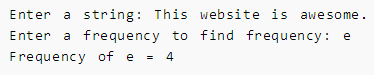 Enter a string: This website is awesome.
Enter a frequency to find frequency: e
Frequency of e = 4